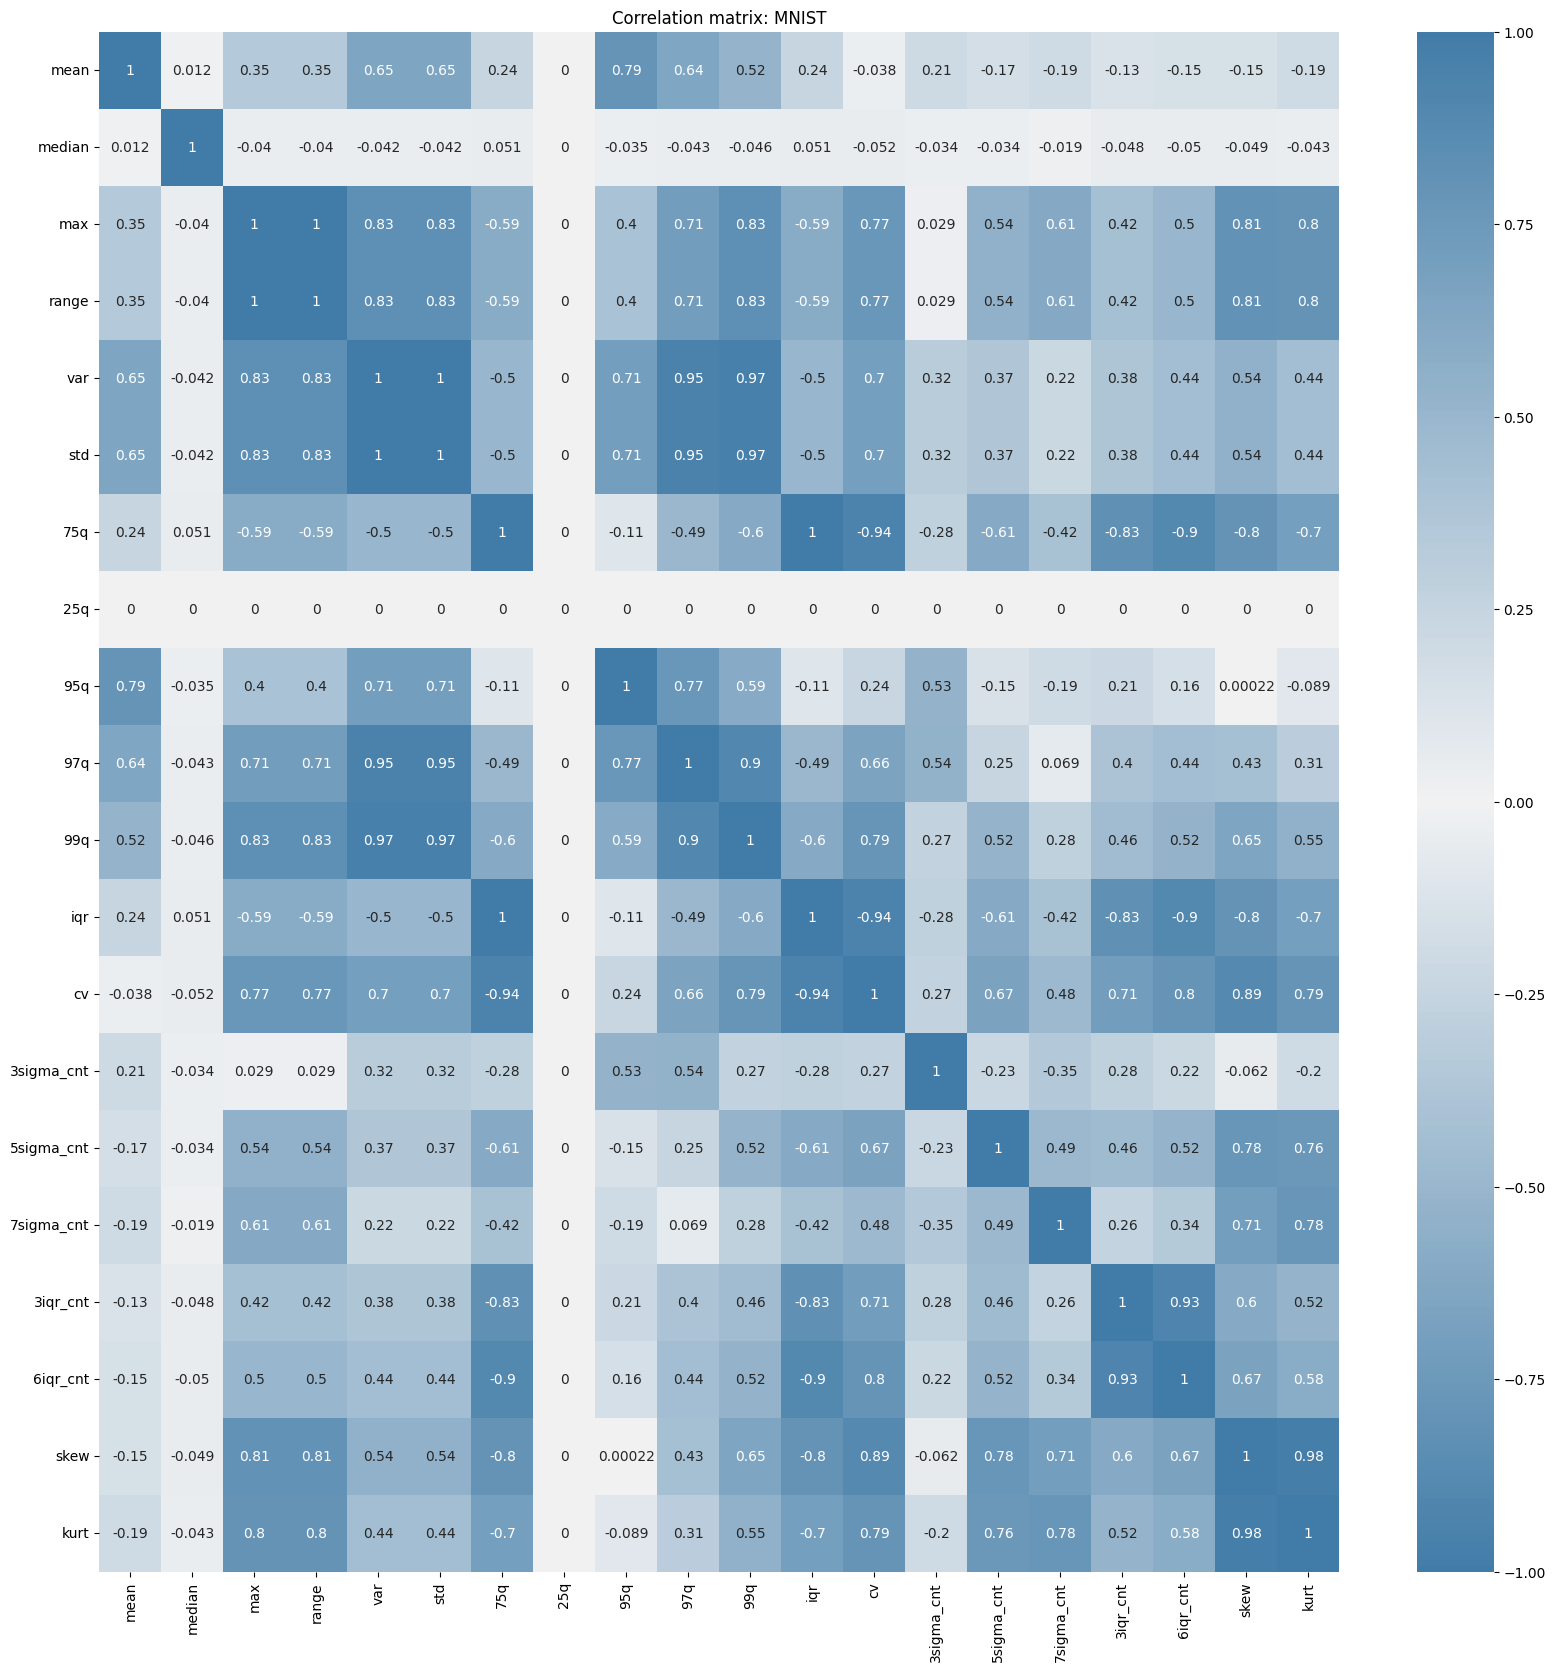 Correlation matrix: MNIST
mean 1 0.012 0.35 0.35 0.65 0.65 0.24 0 0.79 0.64 0.52 0.24 -0.038 0.21 -0.17 -0.19 -0.13 -0.15 -0.15 -0.19
median 0.012 1 -0.04 -0.04 -0.042 -0.042 0.051 0 -0.035 -0.043 -0.046 0.051 -0.052 -0.034 -0.034 -0.019 -0.048 -0.05 -0.049 -0.043
max 0.35 -0.04 1 1 0.83 0.83 -0.59 0 0.4 0.71 0.83 -0.59 0.77 0.029 0.54 0.61 0.42 0.5 0.81 0.8
range 0.35 -0.04 1 1 0.83 0.83 -0.59 0 0.4 0.71 0.83 -0.59 0.77 0.029 0.54 0.61 0.42 0.5 0.81 0.8
var 0.65 -0.042 0.83 0.83 1 1 -0.5 0 0.71 0.95 0.97 -0.5 0.7 0.32 0.37 0.22 0.38 0.44 0.54 0.44
std 0.65 -0.042 0.83 0.83 1 1 -0.5 0 0.71 0.95 0.97 -0.5 0.7 0.32 0.37 0.22 0.38 0.44 0.54 0.44
75q 0.24 0.051 -0.59 -0.59 -0.5 -0.5 1 0 -0.11 -0.49 -0.6 1 -0.94 -0.28 -0.61 -0.42 -0.83 -0.9 -0.8 -0.7
25q 0 0 0 0 0 0 0 0 0 0 0 0 0 0 0 0 0 0 0 0
95q 0.79 -0.035 0.4 0.4 0.71 0.71 -0.11 0 1 0.77 0.59 -0.11 0.24 0.53 -0.15 -0.19 0.21 0.16 0.00022 -0.089
97q 0.64 -0.043 0.71 0.71 0.95 0.95 -0.49 0 0.77 1 0.9 -0.49 0.66 0.54 0.25 0.069 0.4 0.44 0.43 0.31
99q 0.52 -0.046 0.83 0.83 0.97 0.97 -0.6 0 0.59 0.9 1 -0.6 0.79 0.27 0.52 0.28 0.46 0.52 0.65 0.55
iqr 0.24 0.051 -0.59 -0.59 -0.5 -0.5 1 0 -0.11 -0.49 -0.6 1 -0.94 -0.28 -0.61 -0.42 -0.83 -0.9 -0.8 -0.7
cv -0.038 -0.052 0.77 0.77 0.7 0.7 -0.94 0 0.24 0.66 0.79 -0.94 1 0.27 0.67 0.48 0.71 0.8 0.89 0.79
3sigma_cnt 0.21 -0.034 0.029 0.029 0.32 0.32 -0.28 0 0.53 0.54 0.27 -0.28 0.27 1 -0.23 -0.35 0.28 0.22 -0.062 -0.2
5sigma_cnt -0.17 -0.034 0.54 0.54 0.37 0.37 -0.61 0 -0.15 0.25 0.52 -0.61 0.67 -0.23 1 0.49 0.46 0.52 0.78 0.76
7sigma_cnt -0.19 -0.019 0.61 0.61 0.22 0.22 -0.42 0 -0.19 0.069 0.28 -0.42 0.48 -0.35 0.49 1 0.26 0.34 0.71 0.78
3iqr_cnt -0.13 -0.048 0.42 0.42 0.38 0.38 -0.83 0 0.21 0.4 0.46 -0.83 0.71 0.28 0.46 0.26 1 0.93 0.6 0.52
6iqr_cnt -0.15 -0.05 0.5 0.5 0.44 0.44 -0.9 0 0.16 0.44 0.52 -0.9 0.8 0.22 0.52 0.34 0.93 1 0.67 0.58
skew -0.15 -0.049 0.81 0.81 0.54 0.54 -0.8 0 0.00022 0.43 0.65 -0.8 0.89 -0.062 0.78 0.71 0.6 0.67 1 0.98
kurt -0.19 -0.043 0.8 0.8 0.44 0.44 -0.7 0 -0.089 0.31 0.55 -0.7 0.79 -0.2 0.76 0.78 0.52 0.58 0.98 1
mean median max range var std 75q 25q 95q 97q 99q iqr cv 3sigma_cnt 5sigma_cnt 7sigma_cnt 3iqr_cnt 6iqr_cnt skew kurt
1.00
0.75
0.50
0.25
0.00
−0.25
−0.50
−0.75
−1.00